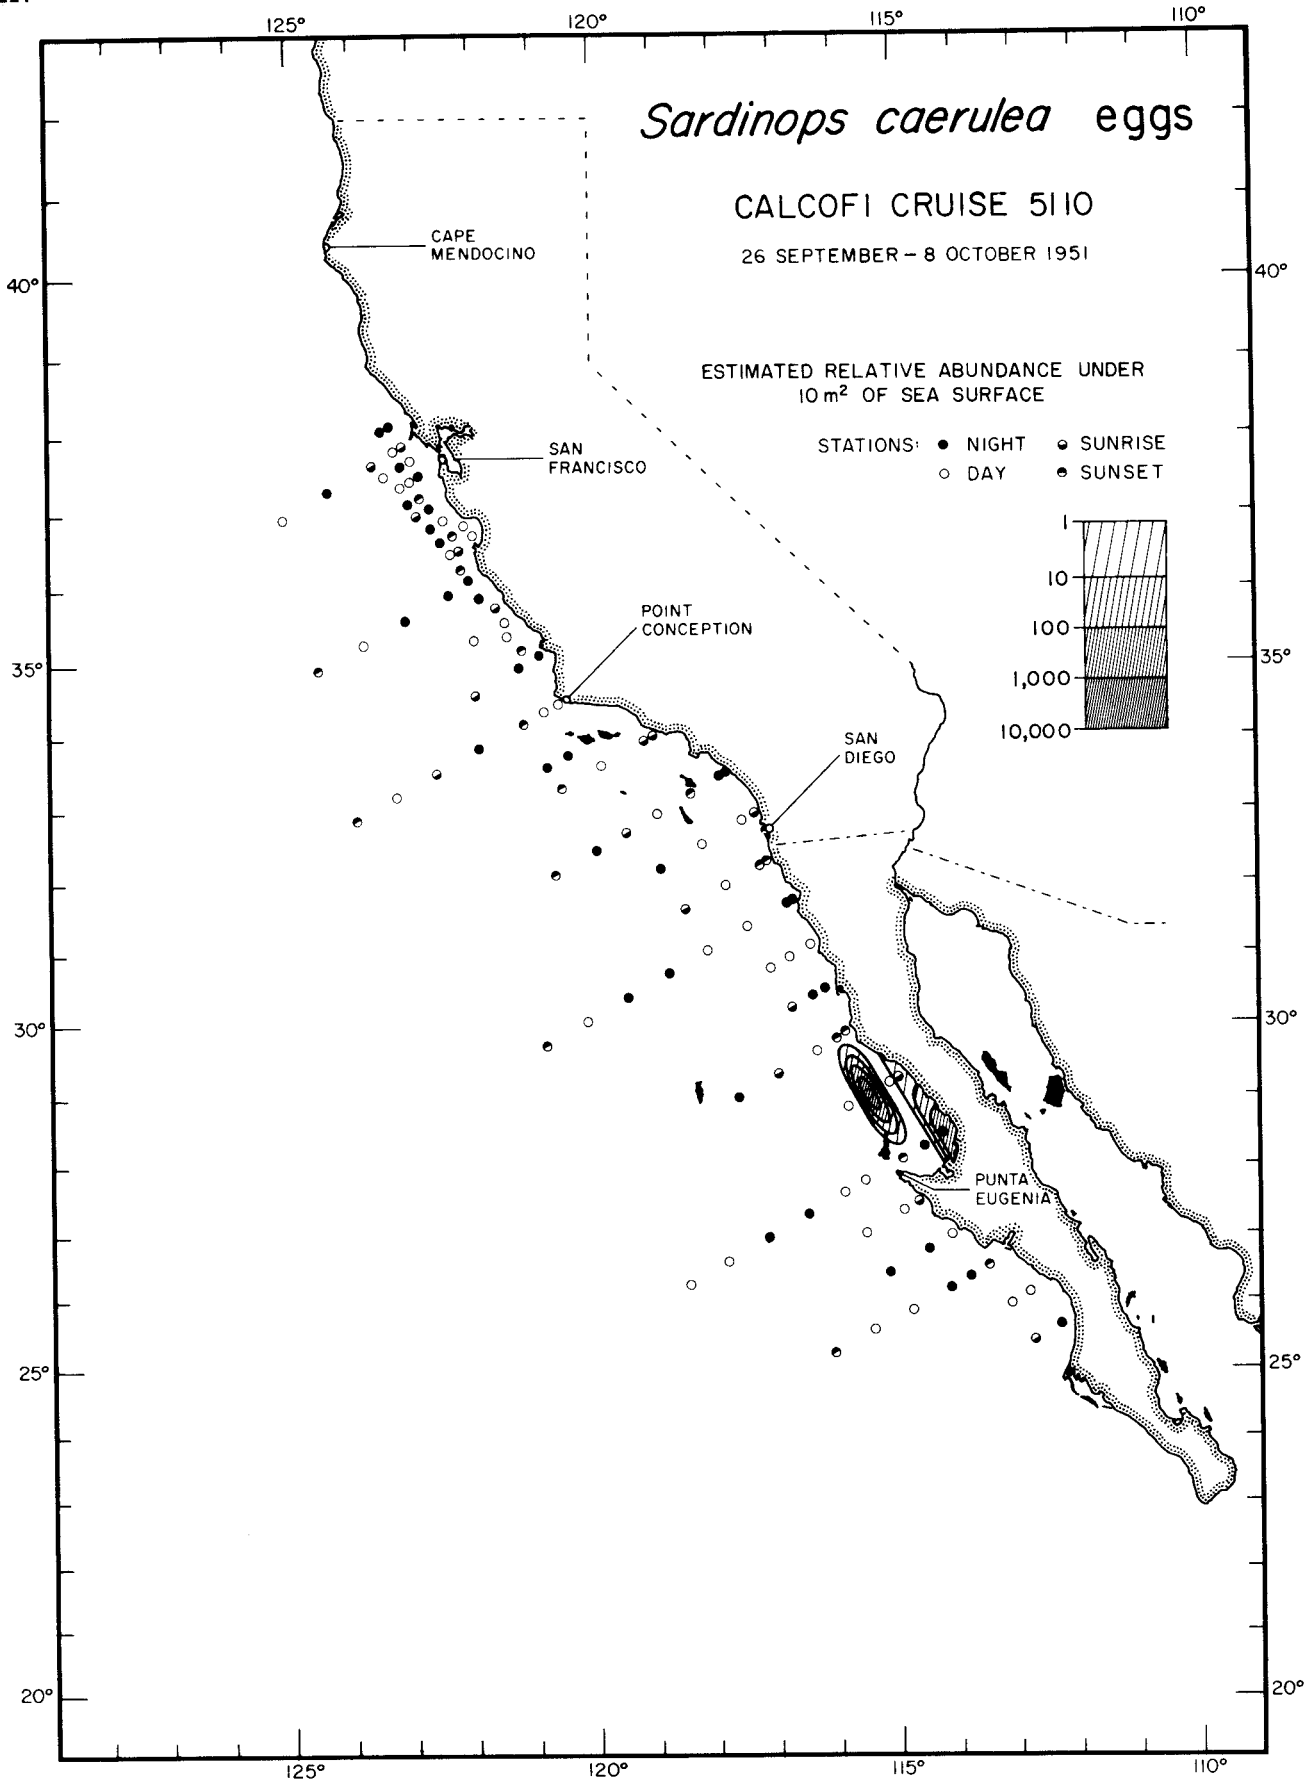 125° 120° 115° 110°
Sardinops caerulea eggs
CALCOFI CRUISE 5110
26 SEPTEMBER – 8 OCTOBER 1951
CAPE
MENDOCINO
40° 40°
ESTIMATED RELATIVE ABUNDANCE UNDER
10 m² OF SEA SURFACE
STATIONS: NIGHT SUNRISE
DAY SUNSET
SAN
FRANCISCO
1
10
100
1,000
10,000
POINT
CONCEPTION
35° 35°
SAN
DIEGO
30° 30°
PUNTA
EUGENIA
25° 25°
20° 20°
125° 120° 115° 110°